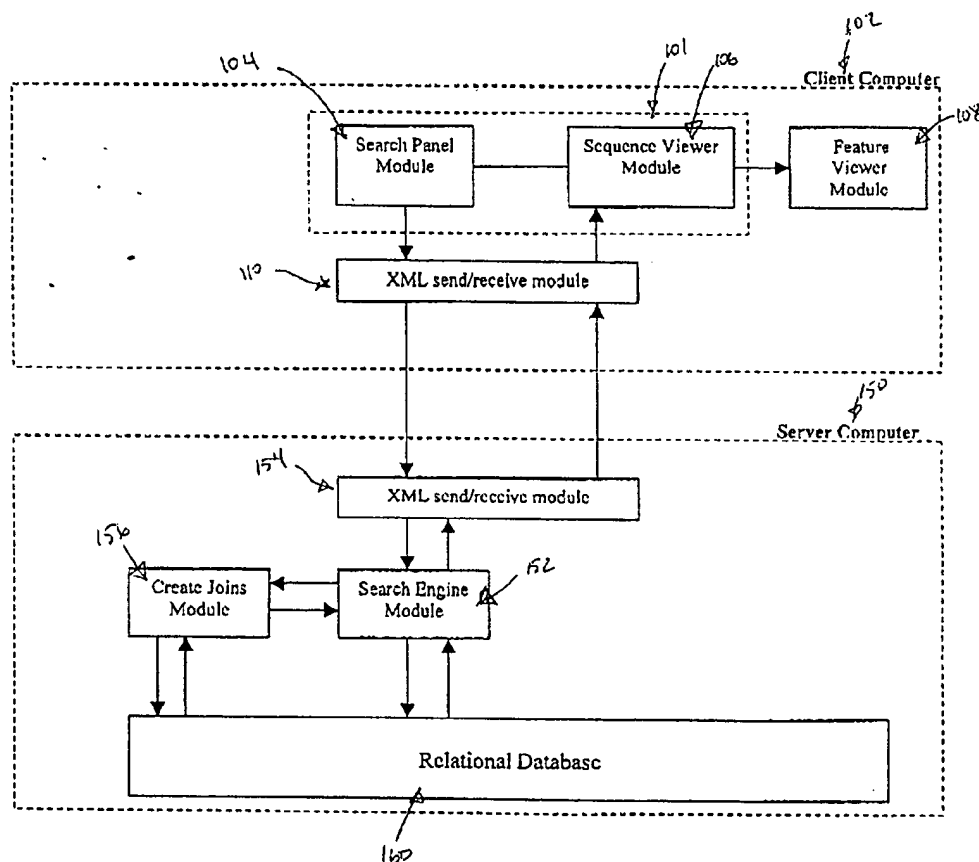 102
Client Computer
104
101
106
108
Search Panel
Module
Sequence Viewer
Module
Feature
Viewer
Module
110
XML send/receive module
150
Server Computer
154
XML send/receive module
156
152
Create Joins
Module
Search Engine
Module
Relational Database
160